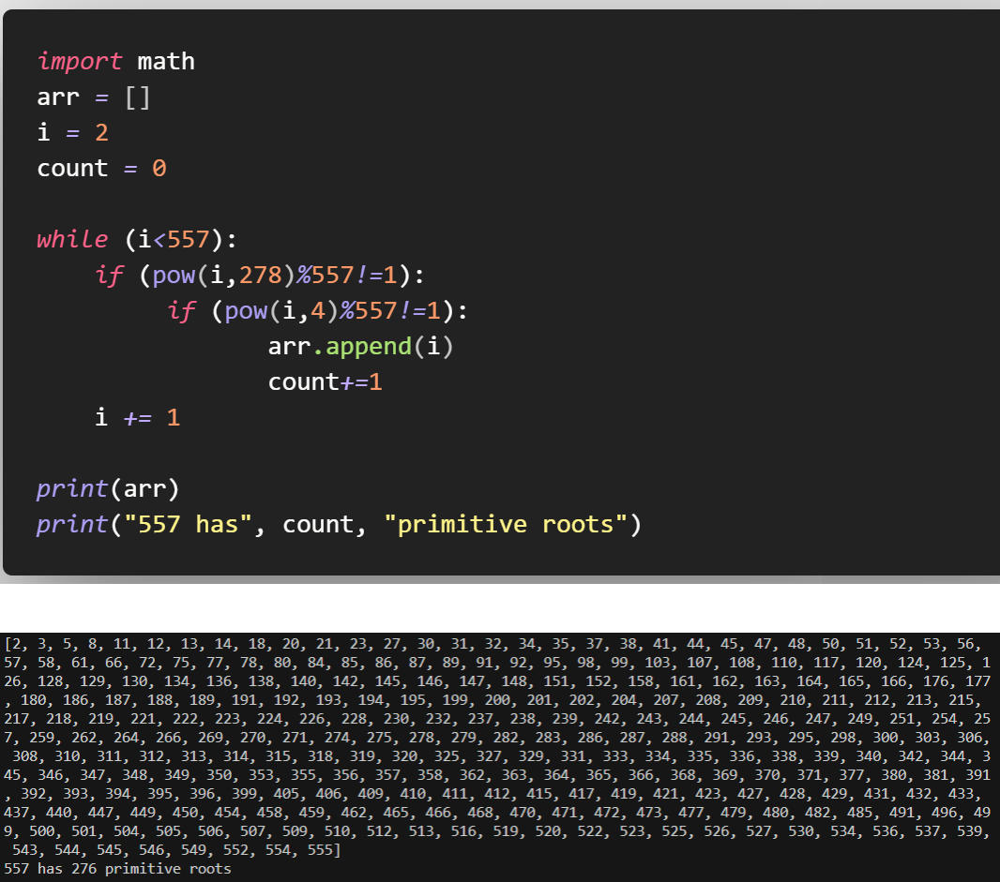 import math
arr = []
i = 2
count = 0
while (i<557):
if (pow(i,278)%557!=1):
if (pow(i,4)%557!=1):
arr.append(i)
count+=1
i += 1
print(arr)
print("557 has", count, "primitive roots")
[2, 3, 5, 8, 11, 12, 13, 14, 18, 20, 21, 23, 27, 30, 31, 32, 34, 35, 37, 38, 41, 44, 45, 47, 48, 50, 51, 52, 53, 56,
57, 58, 61, 66, 72, 75, 77, 78, 80, 84, 85, 86, 87, 89, 91, 92, 95, 98, 99, 103, 107, 108, 110, 117, 120, 124, 125, 1
26, 128, 129, 130, 134, 136, 138, 140, 142, 145, 146, 147, 148, 151, 152, 158, 161, 162, 163, 164, 165, 166, 176, 177
, 180, 186, 187, 188, 189, 191, 192, 193, 194, 195, 199, 200, 201, 202, 204, 207, 208, 209, 210, 211, 212, 213, 215,
217, 218, 219, 221, 222, 223, 224, 226, 228, 230, 232, 237, 238, 239, 242, 243, 244, 245, 246, 247, 249, 251, 254, 25
7, 259, 262, 264, 266, 269, 270, 271, 274, 275, 278, 279, 282, 283, 286, 287, 288, 291, 293, 295, 298, 300, 303, 306,
308, 310, 311, 312, 313, 314, 315, 318, 319, 320, 325, 327, 329, 331, 333, 334, 335, 336, 338, 339, 340, 342, 344, 3
45, 346, 347, 348, 349, 350, 353, 355, 356, 357, 358, 362, 363, 364, 365, 366, 368, 369, 370, 371, 377, 380, 381, 391
, 392, 393, 394, 395, 396, 399, 405, 406, 409, 410, 411, 412, 415, 417, 419, 421, 423, 427, 428, 429, 431, 432, 433,
437, 440, 447, 449, 450, 454, 458, 459, 462, 465, 466, 468, 470, 471, 472, 473, 477, 479, 480, 482, 485, 491, 496, 49
9, 500, 501, 504, 505, 506, 507, 509, 510, 512, 513, 516, 519, 520, 522, 523, 525, 526, 527, 530, 534, 536, 537, 539,
543, 544, 545, 546, 549, 552, 554, 555]
557 has 276 primitive roots